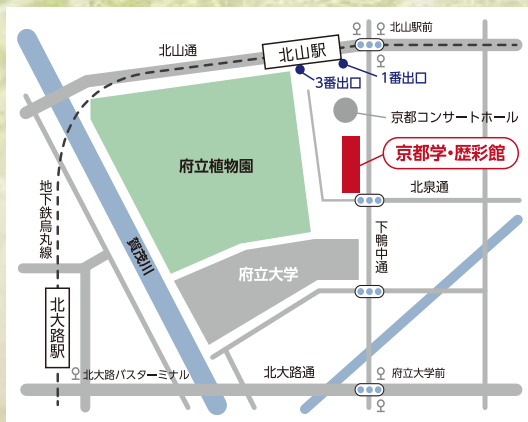 北山駅前
北山通
北山駅
3番出口
1番出口
京都コンサートホール
京都学・歴彩館
府立植物園
北泉通
地下鉄烏丸線
賀茂川
下鴨中通
府立大学
北大路駅
北大路バスターミナル
北大路通
府立大学前